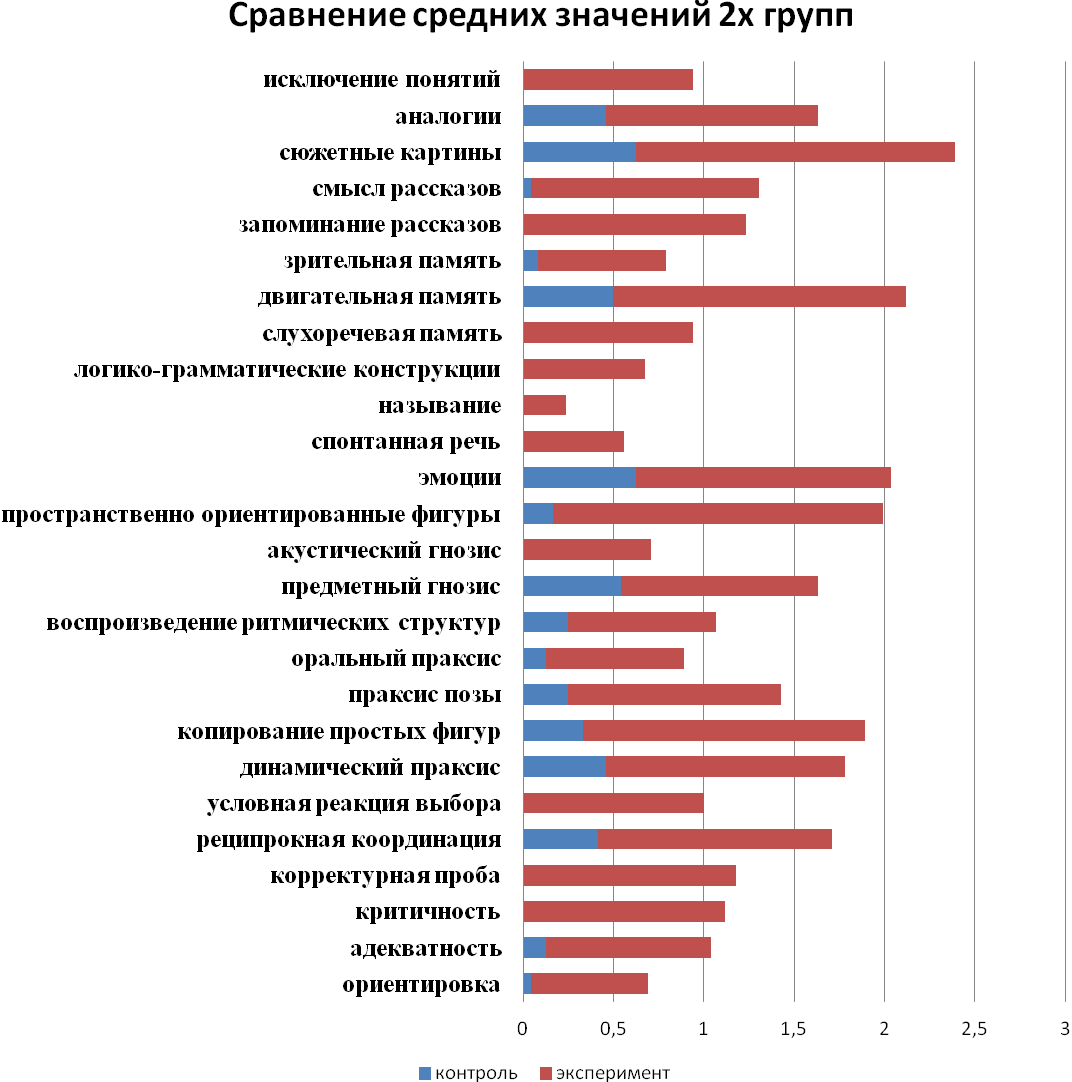 Сравнение средних значений 2х групп
исключение понятий
аналогии
сюжетные картины
смысл рассказов
запоминание рассказов
зрительная память
двигательная память
слухоречевая память
логико-грамматические конструкции
называние
спонтанная речь
эмоции
пространственно ориентированные фигуры
акустический гнозис
предметный гнозис
воспроизведение ритмических структур
оральный праксис
праксис позы
копирование простых фигур
динамический праксис
условная реакция выбора
реципрокная координация
корректурная проба
критичность
адекватность
ориентировка
0 0,5 1 1,5 2 2,5 3
контроль эксперимент